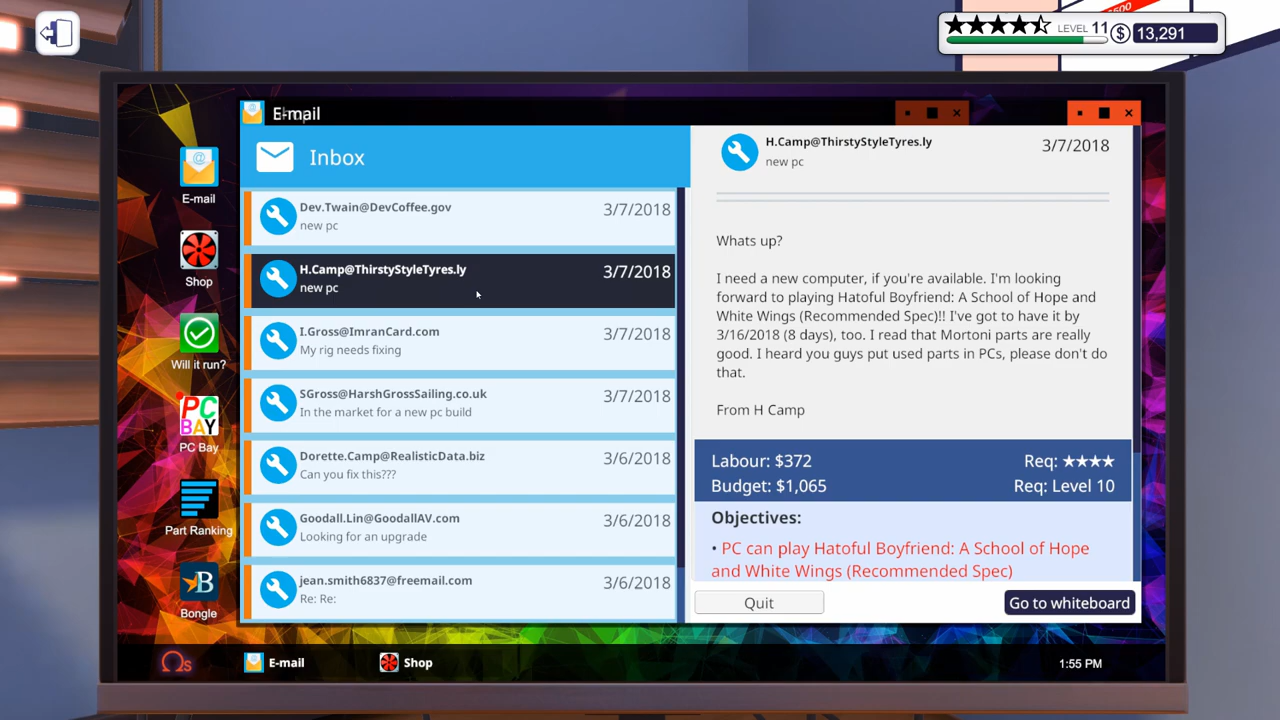 LEVEL 11
$ 13,291
E-mail
Inbox
Dev.Twain@DevCoffee.gov
new pc
3/7/2018
H.Camp@ThirstyStyleTyres.ly
new pc
3/7/2018
I.Gross@ImranCard.com
My rig needs fixing
3/7/2018
SGross@HarshGrossSailing.co.uk
In the market for a new pc build
3/7/2018
Dorette.Camp@RealisticData.biz
Can you fix this???
3/6/2018
Goodall.Lin@GoodallAV.com
Looking for an upgrade
3/6/2018
jean.smith6837@freemail.com
Re: Re:
3/6/2018
H.Camp@ThirstyStyleTyres.ly
new pc
3/7/2018
Whats up?
I need a new computer, if you're available. I'm looking
forward to playing Hatoful Boyfriend: A School of Hope and
White Wings (Recommended Spec)!! I've got to have it by
3/16/2018 (8 days), too. I read that Mortoni parts are really
good. I heard you guys put used parts in PCs, please don't do
that.
From H Camp
Labour: $372
Req: ★★★★
Budget: $1,065
Req: Level 10
Objectives:
• PC can play Hatoful Boyfriend: A School of Hope
and White Wings (Recommended Spec)
Quit
Go to whiteboard
E-mail
Shop
Will it run?
PC
BAY
PC Bay
Part Ranking
B
Bongle
Ωs
E-mail
Shop
1:55 PM